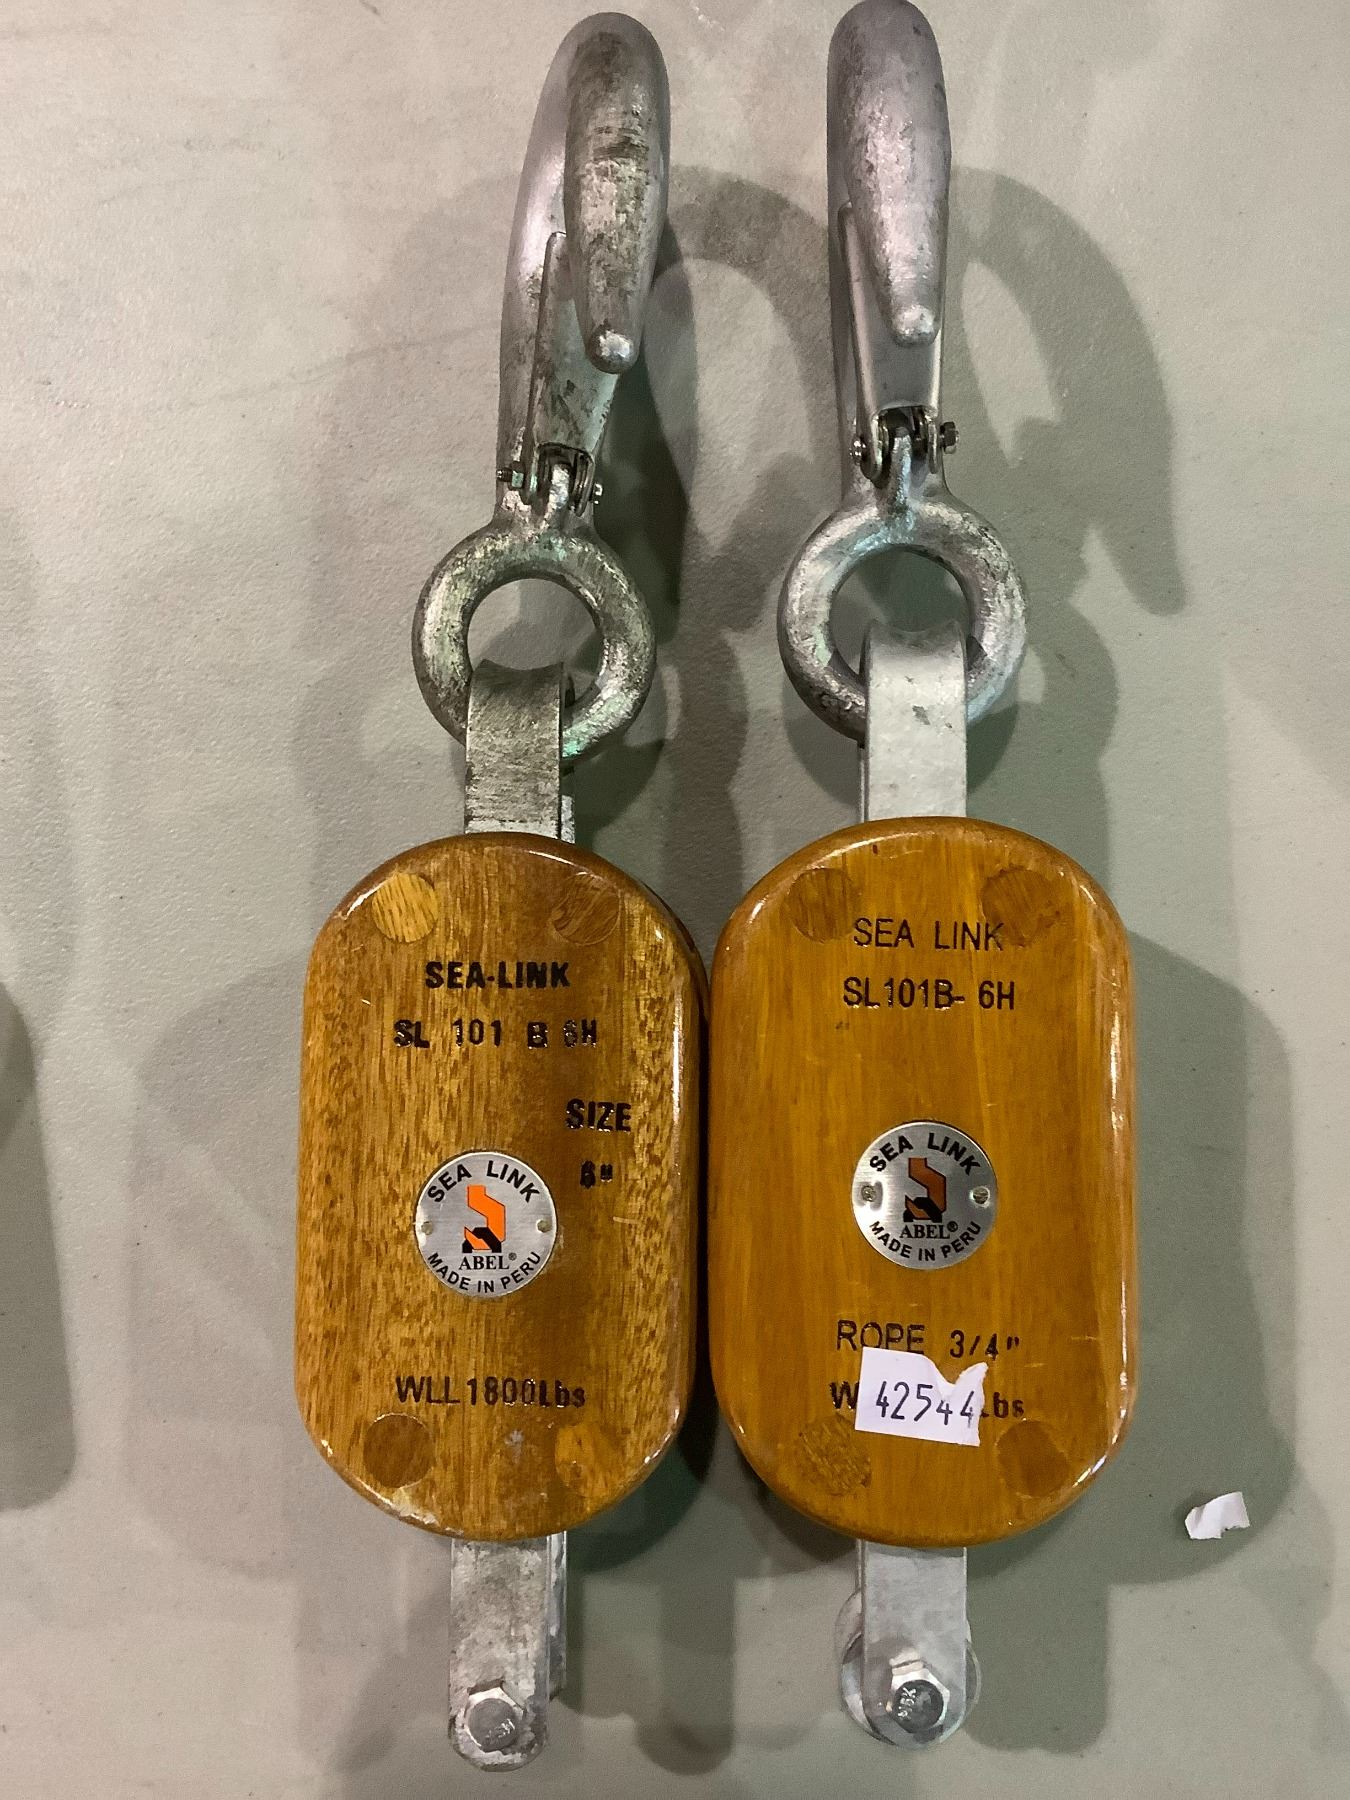 SEA-LINK
SL 101 B 6H
SIZE
6"
SEA LINK
ABEL®
MADE IN PERU
WLL 1800Lbs
SEA LINK
SL101B- 6H
SEA LINK
ABEL®
MADE IN PERU
ROPE 3/4"
42544
Lbs